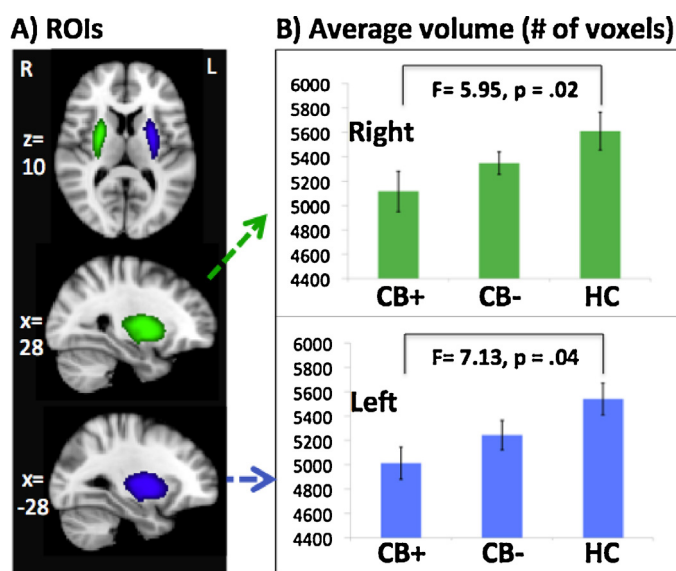 A) ROIs
R
L
z=
10
x=
28
x=
-28
B) Average volume (# of voxels)
6000
5800
5600
5400
5200
5000
4800
4600
4400
Right
F= 5.95, p = .02
CB+ CB- HC
6000
5800
5600
5400
5200
5000
4800
4600
4400
Left
F= 7.13, p = .04
CB+ CB- HC